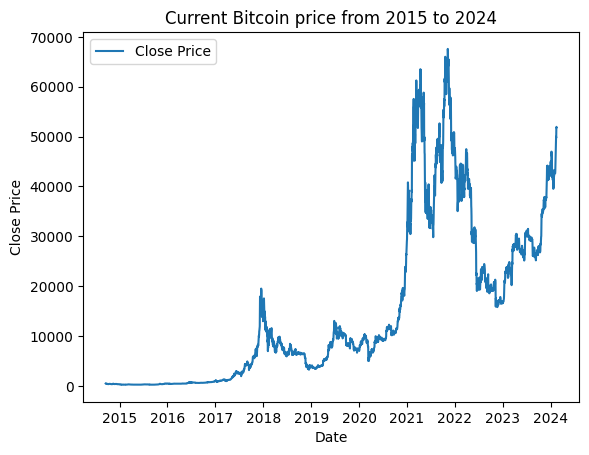 Current Bitcoin price from 2015 to 2024
Close Price
70000
60000
50000
40000
30000
20000
10000
0
Close Price
2015 2016 2017 2018 2019 2020 2021 2022 2023 2024
Date